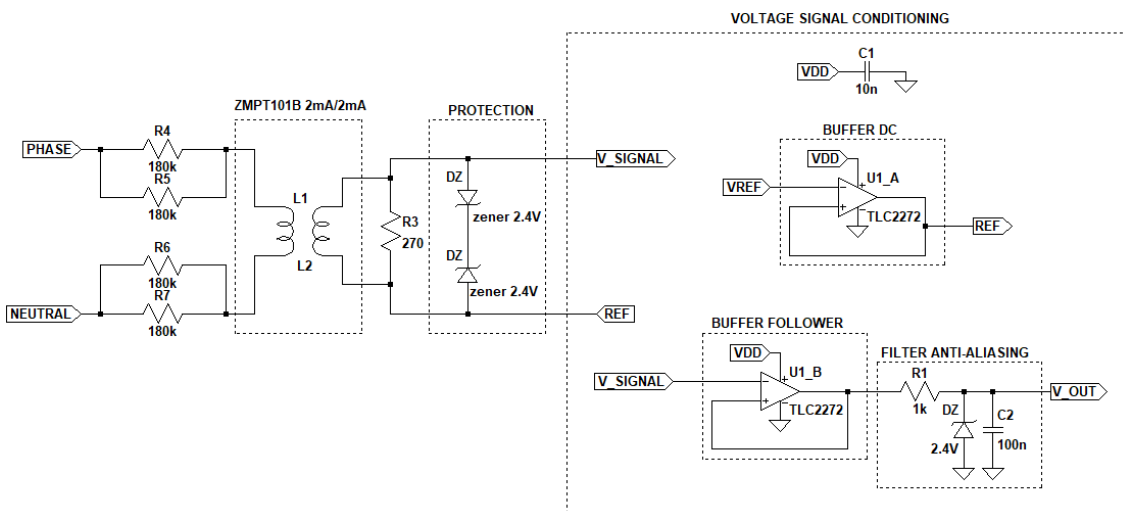 VOLTAGE SIGNAL CONDITIONING
C1
VDD
10n
ZMPT101B 2mA/2mA
PROTECTION
BUFFER DC
R4
PHASE
180k
R5
180k
L1
L2
R6
180k
R7
NEUTRAL
180k
R3
270
DZ
zener 2.4V
DZ
zener 2.4V
V_SIGNAL
REF
VDD
U1_A
VREF
−
+
+
−
TLC2272
REF
BUFFER FOLLOWER
VDD
U1_B
V_SIGNAL
−
+
+
−
TLC2272
FILTER ANTI-ALIASING
R1
1k
V_OUT
DZ
2.4V
C2
100n